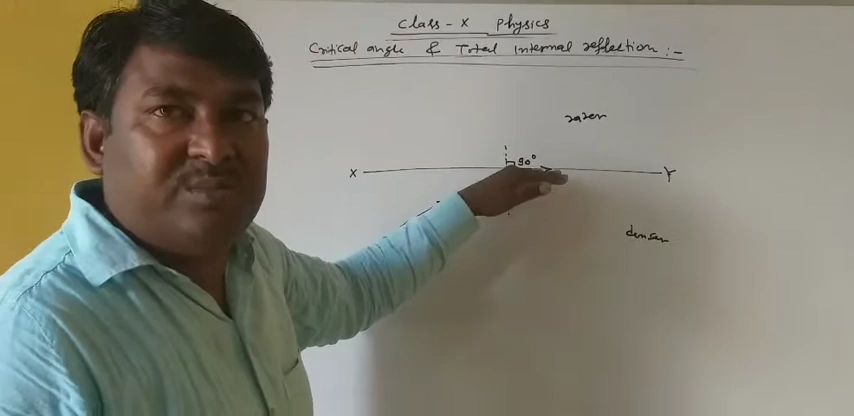 Class - X Physics
Critical angle & Total internal reflection :-
rarer
90°
X Y
denser